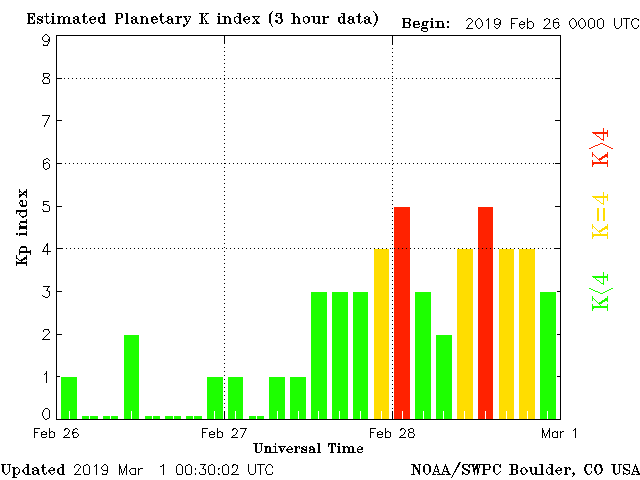 Estimated Planetary K index (3 hour data)
Begin: 2019 Feb 26 0000 UTC
9
8
7
6
5
4
3
2
1
0
Kp index
K>4
K=4
K<4
Feb 26
Feb 27
Feb 28
Mar 1
Universal Time
Updated 2019 Mar 1 00:30:02 UTC
NOAA/SWPC Boulder, CO USA